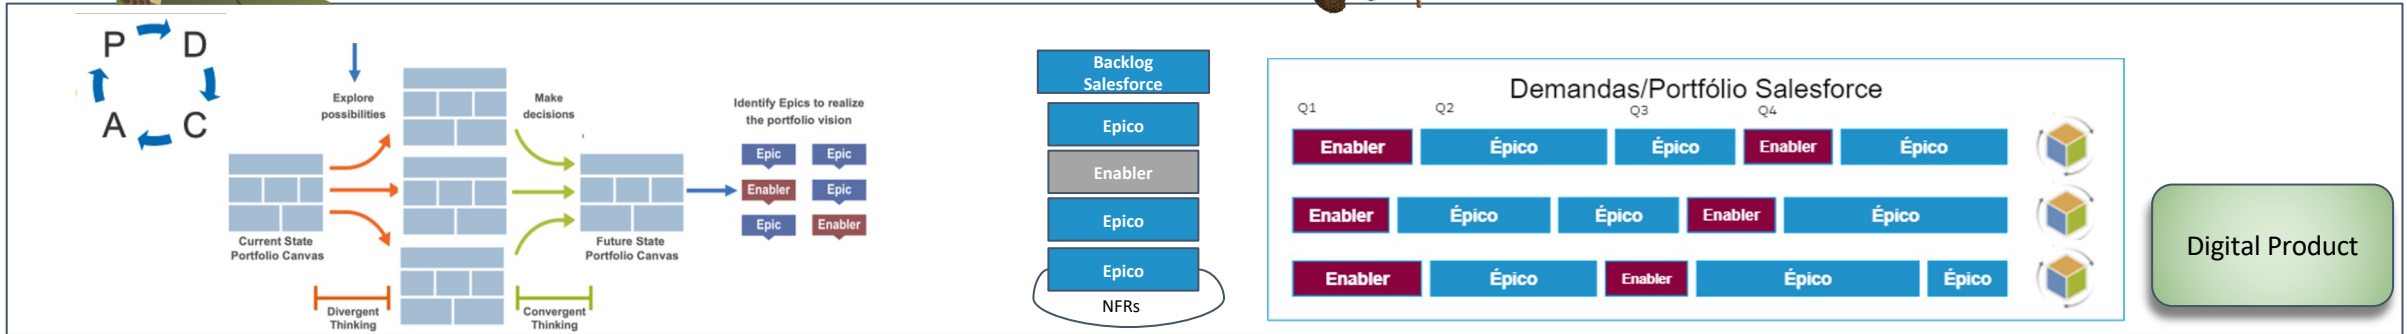 P D
A C
Explore
possibilities
Make
decisions
Identify Epics to realize
the portfolio vision
Epic Epic
Enabler Epic
Epic Enabler
Current State
Portfolio Canvas
Future State
Portfolio Canvas
Divergent
Thinking
Convergent
Thinking
Backlog
Salesforce
Epico
Enabler
Epico
Epico
NFRs
Demandas/Portfólio Salesforce
Q1 Q2 Q3 Q4
Enabler Épico Épico Enabler Épico
Enabler Épico Épico Enabler Épico
Enabler Épico Enabler Épico Épico
Digital Product